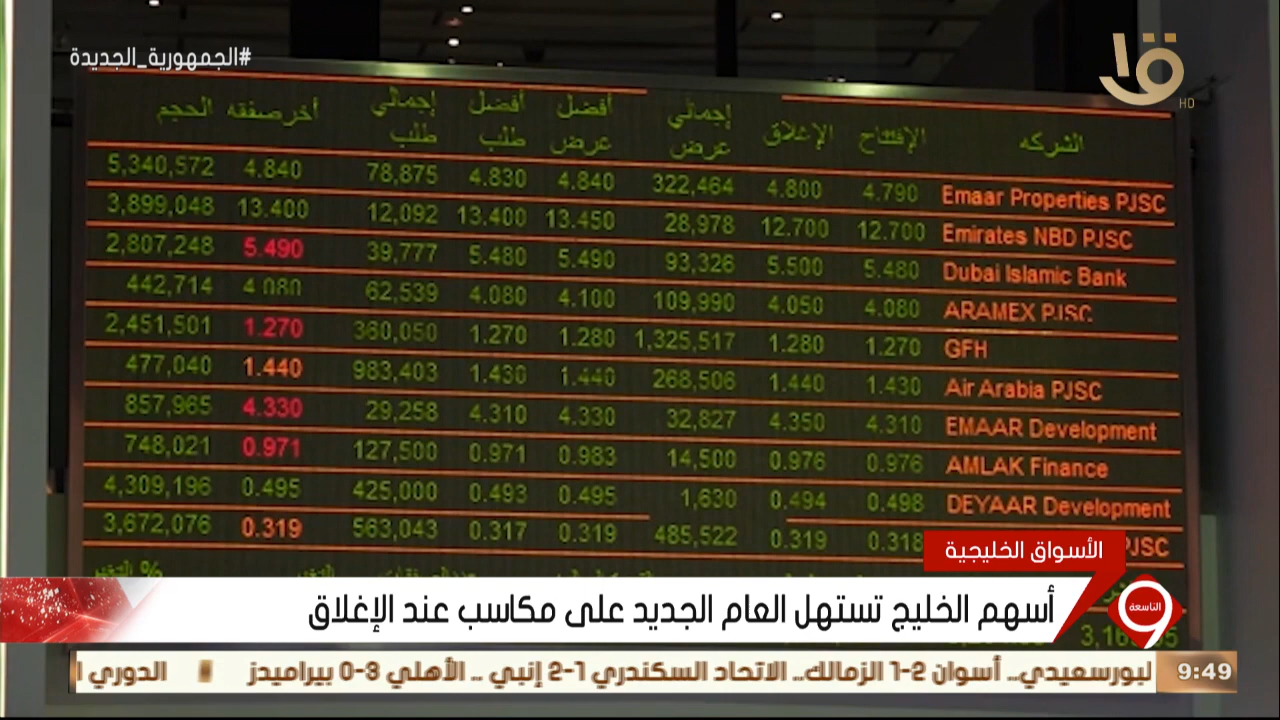 #الجمهورية_الجديدة
ten HD
الشركه الإفتتاح الإغلاق إجمالي عرض أفضل عرض أفضل طلب إجمالي طلب أخر صفقه الحجم
Emaar Properties PJSC 4.790 4.800 322,464 4.840 4.830 78,875 4.840 5,340,572
Emirates NBD PJSC 12.700 12.700 28,978 13.450 13.400 12,092 13.400 3,899,048
Dubai Islamic Bank 5.480 5.500 93,326 5.490 5.480 39,777 5.490 2,807,248
ARAMEX PJSC 4.080 4.050 109,990 4.100 4.080 62,539 4.080 442,714
GFH 1.270 1.280 1,325,517 1.280 1.270 360,050 1.270 2,451,501
Air Arabia PJSC 1.430 1.440 268,506 1.440 1.430 983,403 1.440 477,040
EMAAR Development 4.310 4.350 32,827 4.330 4.310 29,258 4.330 857,965
AMLAK Finance 0.976 0.976 14,500 0.983 0.971 127,500 0.971 748,021
DEYAAR Development 0.498 0.494 1,630 0.495 0.493 425,000 0.495 4,309,196
PJSC 0.318 0.319 485,522 0.319 0.317 563,043 0.319 3,672,076
الأسواق الخليجية
أسهم الخليج تستهل العام الجديد على مكاسب عند الإغلاق
التاسعة 9
9:49 لبورسعيدي.. أسوان 2-1 الزمالك.. الاتحاد السكندري 1-2 إنبي .. الأهلي 3-0 بيراميدز الدوري ا